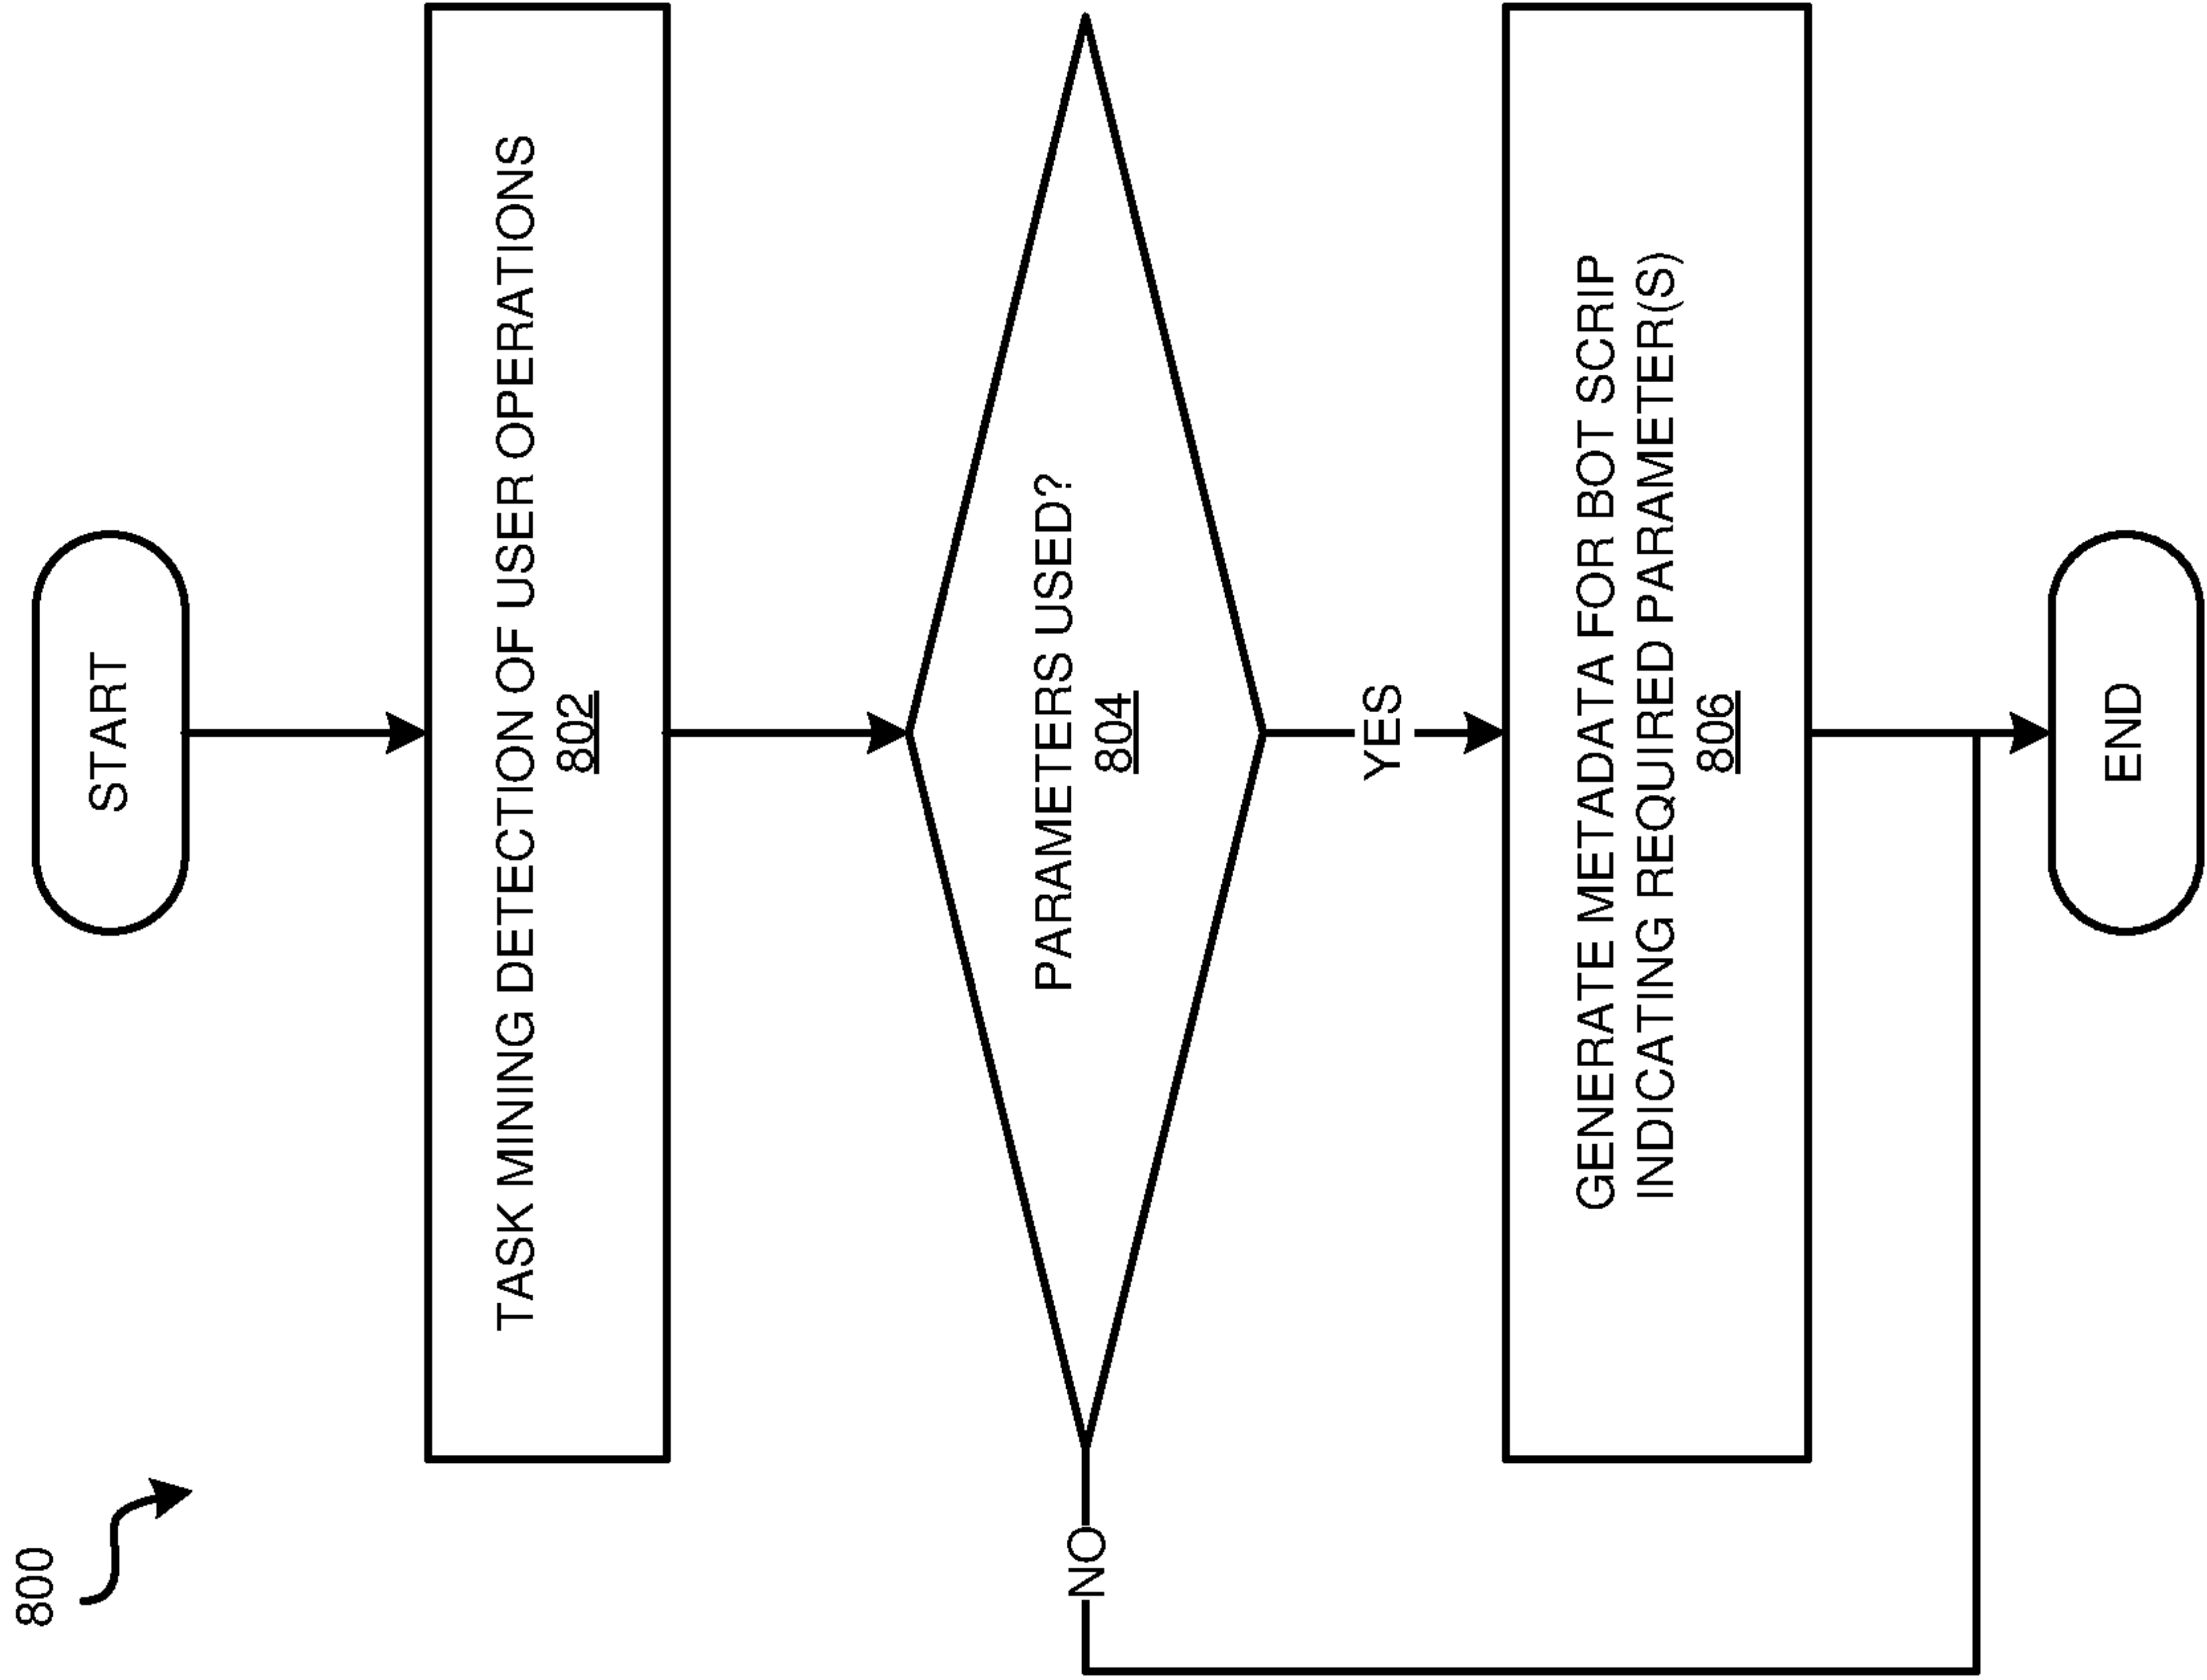 800
START
TASK MINING DETECTION OF USER OPERATIONS
802
PARAMETERS USED?
804
NO
YES
GENERATE METADATA FOR BOT SCRIP
INDICATING REQUIRED PARAMETER(S)
806
END